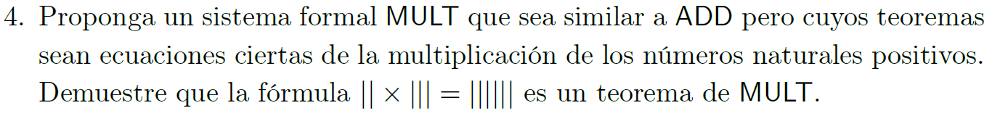 4. Proponga un sistema formal MULT que sea similar a ADD pero cuyos teoremas
sean ecuaciones ciertas de la multiplicación de los números naturales positivos.
Demuestre que la fórmula || × ||| = |||||| es un teorema de MULT.